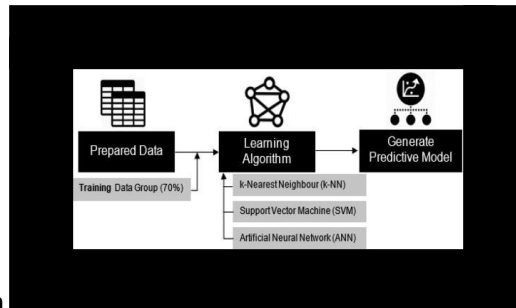 Prepared Data
Learning
Algorithm
Generate
Predictive Model
Training Data Group (70%)
k-Nearest Neighbour (k-NN)
Support Vector Machine (SVM)
Artificial Neural Network (ANN)